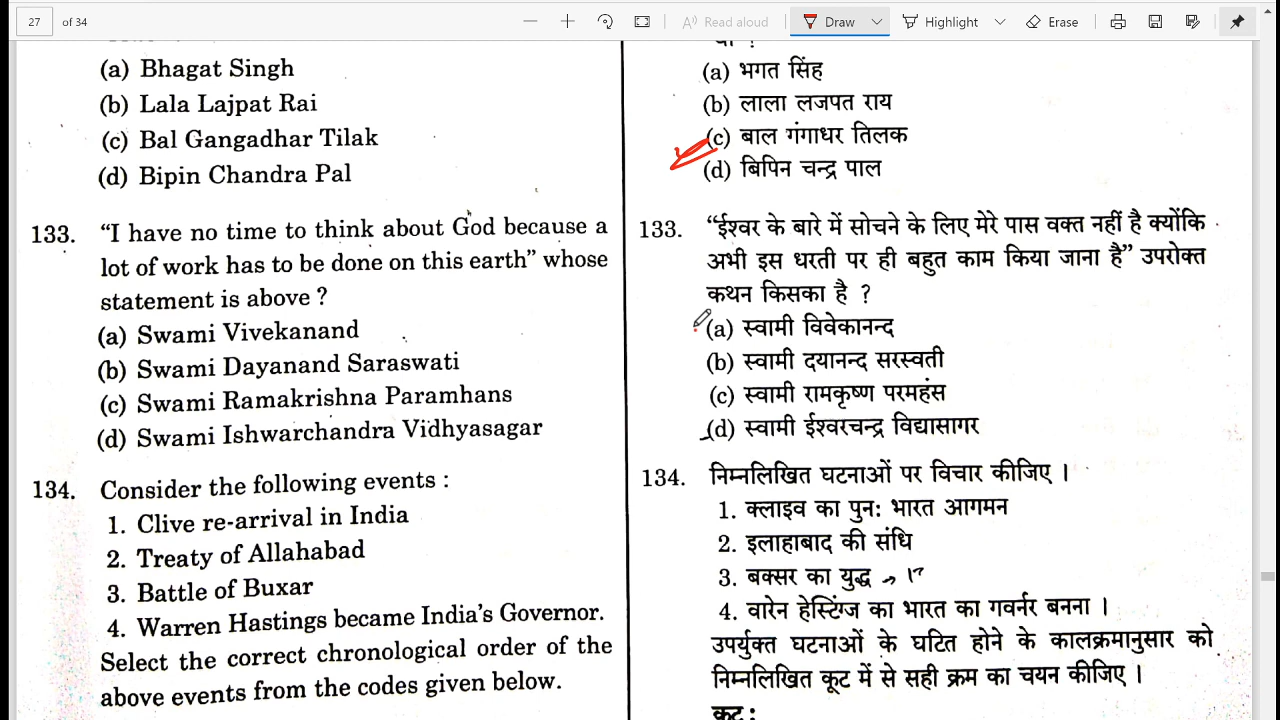 27 of 34
Read aloud
Draw
Highlight
Erase
(a) Bhagat Singh
(b) Lala Lajpat Rai
(c) Bal Gangadhar Tilak
(d) Bipin Chandra Pal
133. “I have no time to think about God because a
lot of work has to be done on this earth” whose
statement is above ?
(a) Swami Vivekanand
(b) Swami Dayanand Saraswati
(c) Swami Ramakrishna Paramhans
(d) Swami Ishwarchandra Vidhyasagar
134. Consider the following events :
1. Clive re-arrival in India
2. Treaty of Allahabad
3. Battle of Buxar
4. Warren Hastings became India's Governor.
Select the correct chronological order of the
above events from the codes given below.
(a) भगत सिंह
(b) लाला लजपत राय
(c) बाल गंगाधर तिलक
(d) बिपिन चन्द्र पाल
133. “ईश्वर के बारे में सोचने के लिए मेरे पास वक्त नहीं है क्योंकि
अभी इस धरती पर ही बहुत काम किया जाना है” उपरोक्त
कथन किसका है ?
(a) स्वामी विवेकानन्द
(b) स्वामी दयानन्द सरस्वती
(c) स्वामी रामकृष्ण परमहंस
(d) स्वामी ईश्वरचन्द्र विद्यासागर
134. निम्नलिखित घटनाओं पर विचार कीजिए ।
1. क्लाइव का पुनः भारत आगमन
2. इलाहाबाद की संधि
3. बक्सर का युद्ध
4. वारेन हेस्टिंग्ज का भारत का गवर्नर बनना ।
उपर्युक्त घटनाओं के घटित होने के कालक्रमानुसार को
निम्नलिखित कूट में से सही क्रम का चयन कीजिए ।
कूट :